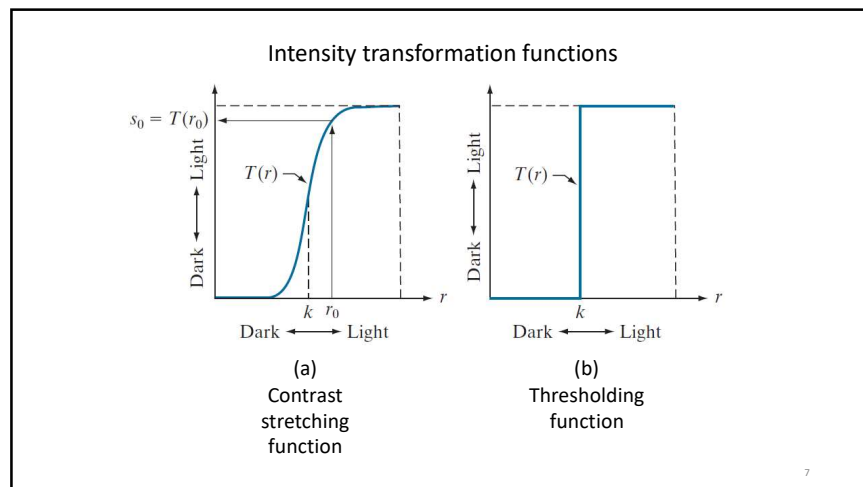 Intensity transformation functions
s₀ = T(r₀)
Dark Light
T(r)
k r₀
r
Dark Light
(a)
Contrast
stretching
function
Dark Light
T(r)
k
r
Dark Light
(b)
Thresholding
function
7